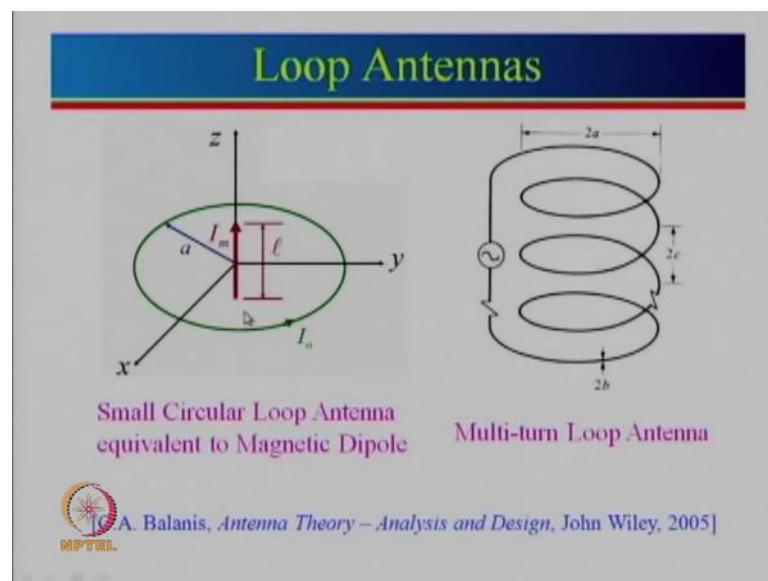 Loop Antennas
z
a
I_m
ℓ
y
I_o
x
2a
2c
2b
Small Circular Loop Antenna
equivalent to Magnetic Dipole
Multi-turn Loop Antenna
A. Balanis, Antenna Theory – Analysis and Design, John Wiley, 2005]
NPTEL